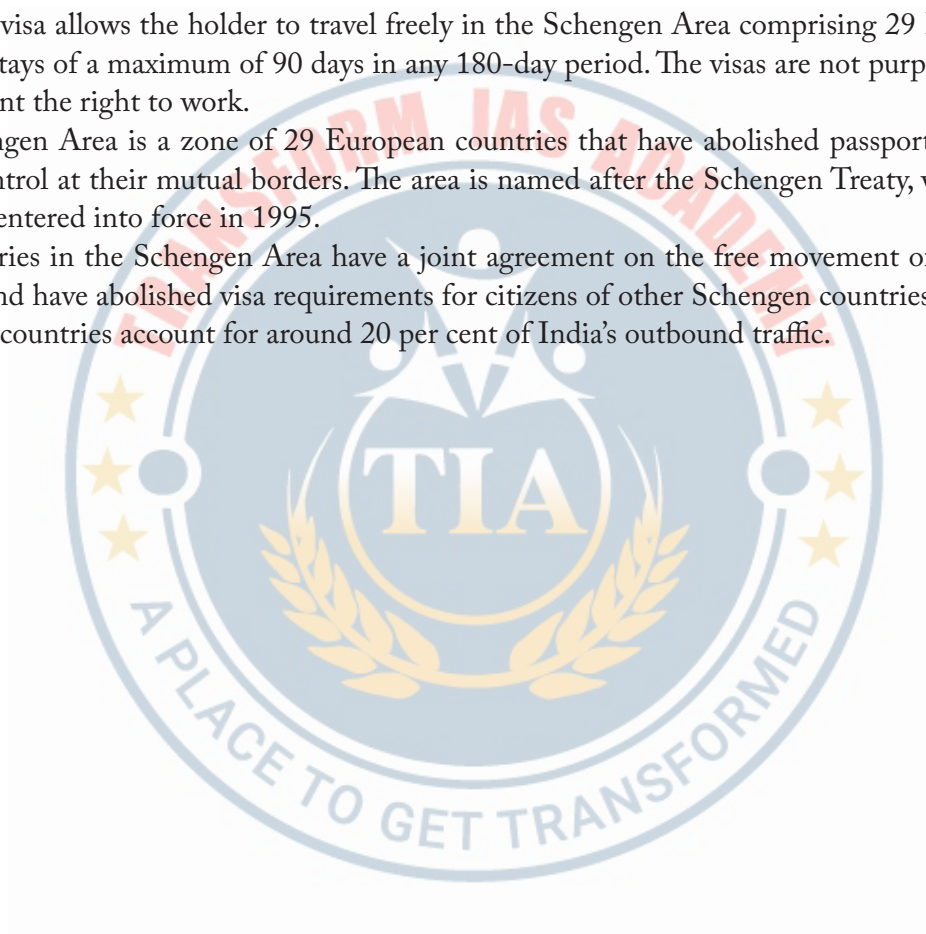 visa allows the holder to travel freely in the Schengen Area comprising 29
tays of a maximum of 90 days in any 180-day period. The visas are not purp
nt the right to work.
ngen Area is a zone of 29 European countries that have abolished passport
ntrol at their mutual borders. The area is named after the Schengen Treaty, w
entered into force in 1995.
ries in the Schengen Area have a joint agreement on the free movement o
nd have abolished visa requirements for citizens of other Schengen countries
countries account for around 20 per cent of India’s outbound traffic.
TRANSFORM IAS ACADEMY
TIA
A PLACE TO GET TRANSFORMED